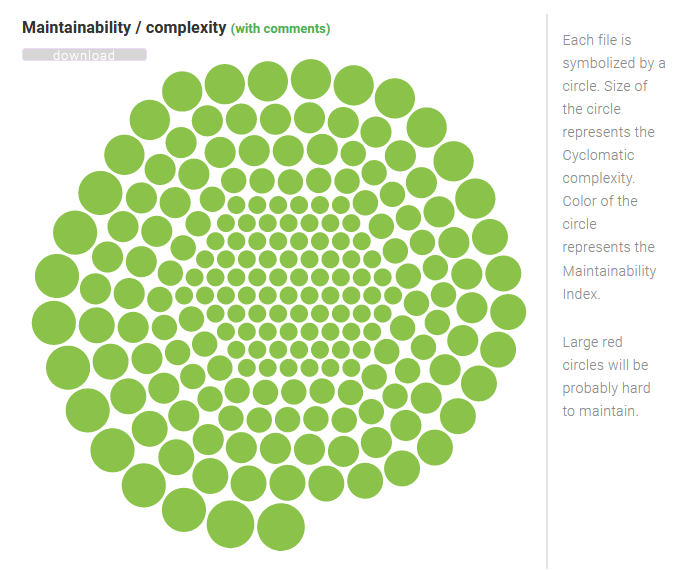 Maintainability / complexity (with comments)
download
Each file is
symbolized by a
circle. Size of
the circle
represents the
Cyclomatic
complexity.
Color of the
circle
represents the
Maintainability
Index.
Large red
circles will be
probably hard
to maintain.